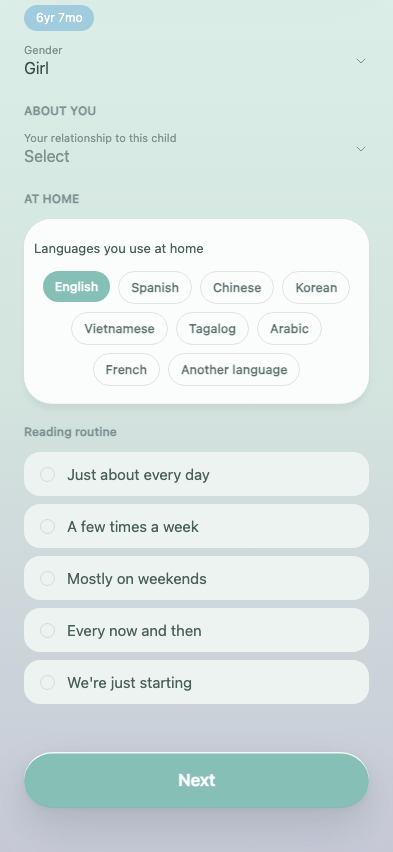 6yr 7mo
Gender
Girl
ABOUT YOU
Your relationship to this child
Select
AT HOME
Languages you use at home
English Spanish Chinese Korean
Vietnamese Tagalog Arabic
French Another language
Reading routine
Just about every day
A few times a week
Mostly on weekends
Every now and then
We're just starting
Next